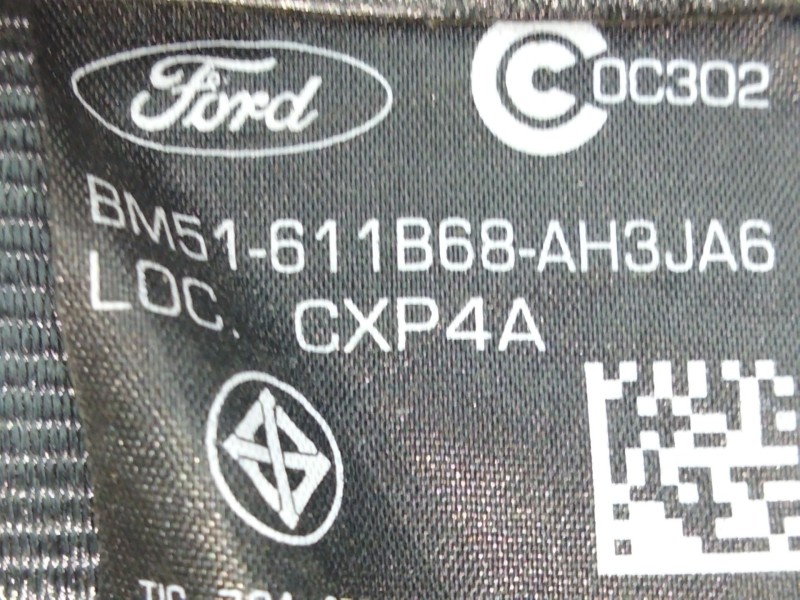 Ford
C 0C302
BM51-611B68-AH3JA6
LOC. CXP4A